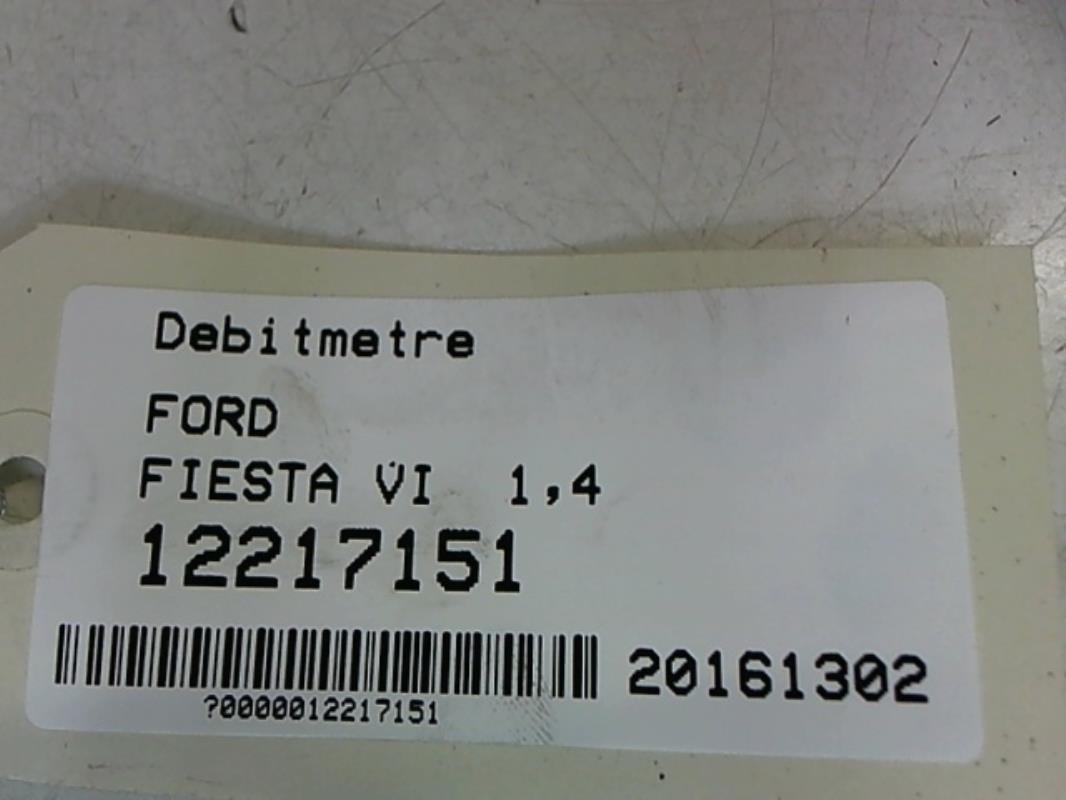 Debitmetre
FORD
FIESTA VI 1,4
12217151
20161302
?0000012217151